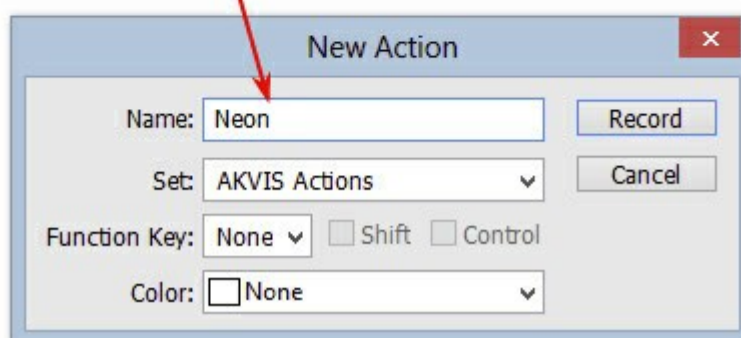 New Action
Name: Neon Record
Set: AKVIS Actions Cancel
Function Key: None Shift Control
Color: None